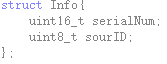 struct Info{
    uint16_t serialNum;
    uint8_t sourID;
};